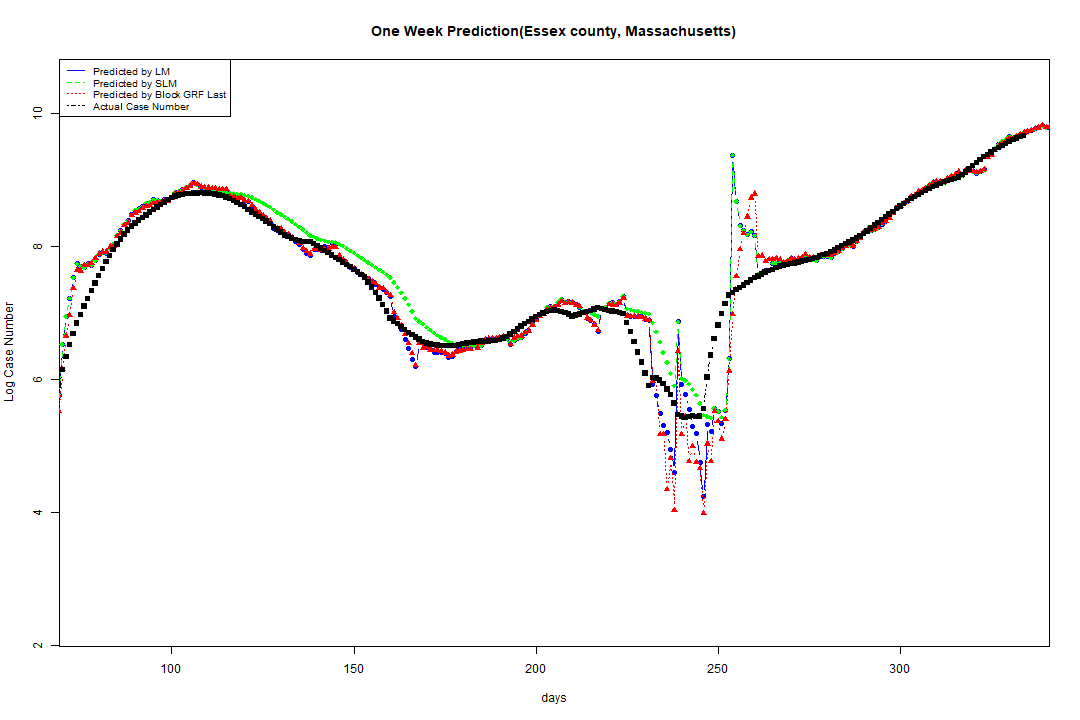 One Week Prediction(Essex county, Massachusetts)
Predicted by LM
Predicted by SLM
Predicted by Block GRF Last
Actual Case Number
10
8
6
4
2
Log Case Number
100 150 200 250 300
days